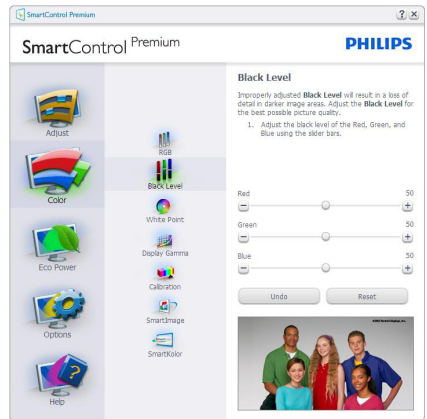 SmartControl Premium
? ×
SmartControl Premium
PHILIPS
Adjust
Color
Eco Power
Options
Help
RGB
Black Level
White Point
Display Gamma
Calibration
SmartImage
SmartKolor
Black Level
Improperly adjusted Black Level will result in a loss of
detail in darker image areas. Adjust the Black Level for
the best possible picture quality.
1. Adjust the black level of the Red, Green, and
Blue using the slider bars.
Red 50
Green 50
Blue 50
Undo Reset